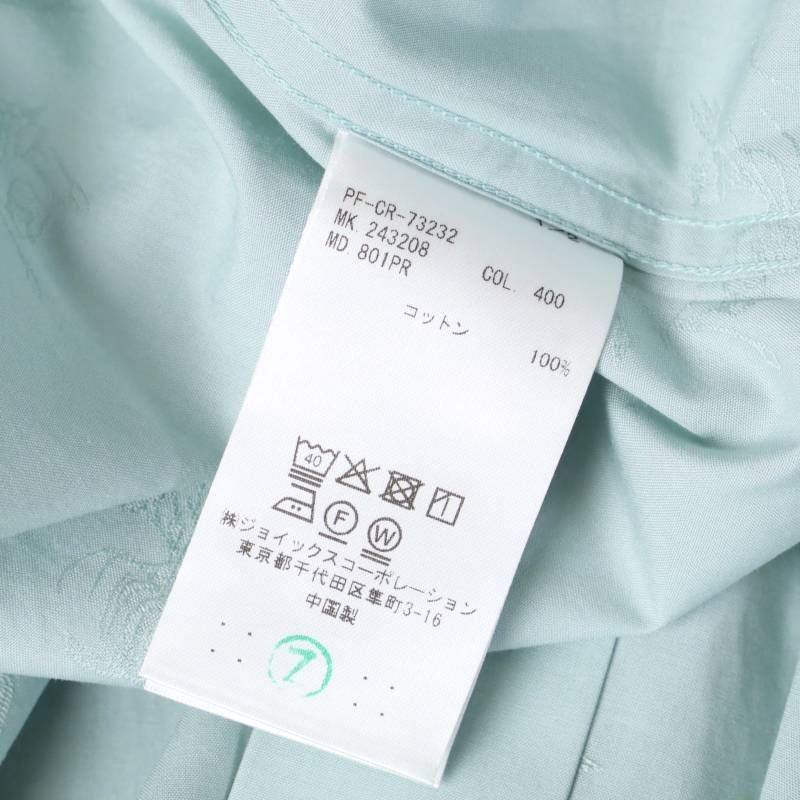 PF-CR-73232
MK. 243208
MD 801PR COL. 400
コットン
100%
40
F W
㈱ジョイックスコーポレーション
東京都千代田区隼町3-16
中国製
7